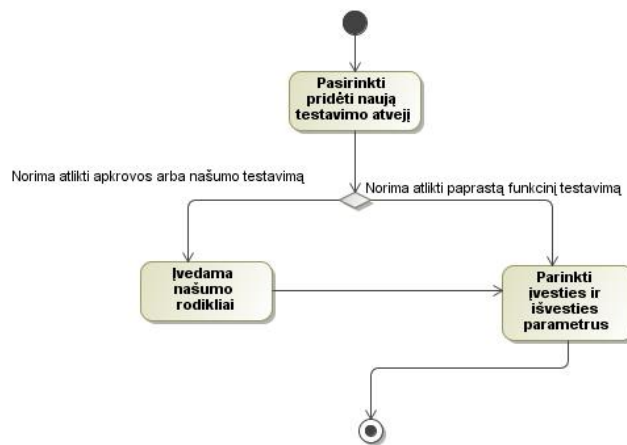 Pasirinkti
pridėti naują
testavimo atvejį
Norima atlikti apkrovos arba našumo testavimą
Norima atlikti paprastą funkcinį testavimą
Įvedama
našumo
rodikliai
Parinkti
įvesties ir
išvesties
parametrus